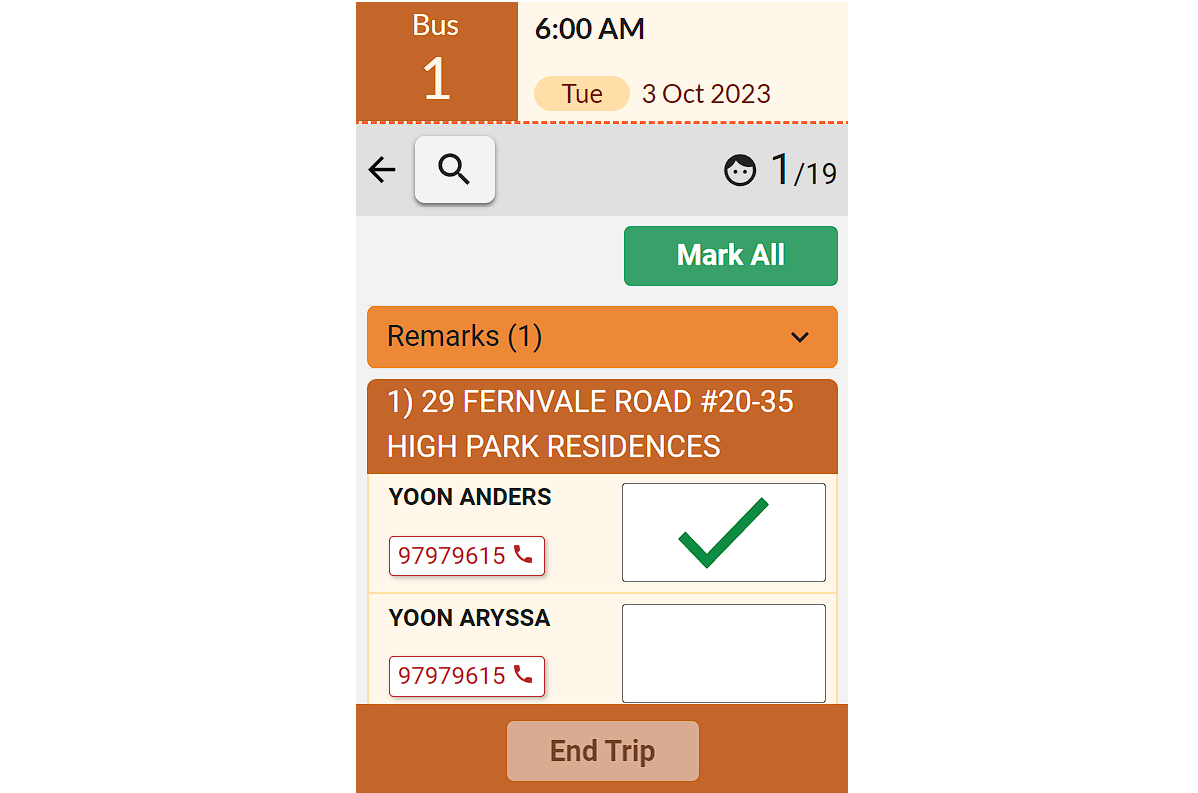 Bus
1
6:00 AM
Tue 3 Oct 2023
1/19
Mark All
Remarks (1)
1) 29 FERNVALE ROAD #20-35
HIGH PARK RESIDENCES
YOON ANDERS
97979615
YOON ARYSSA
97979615
End Trip